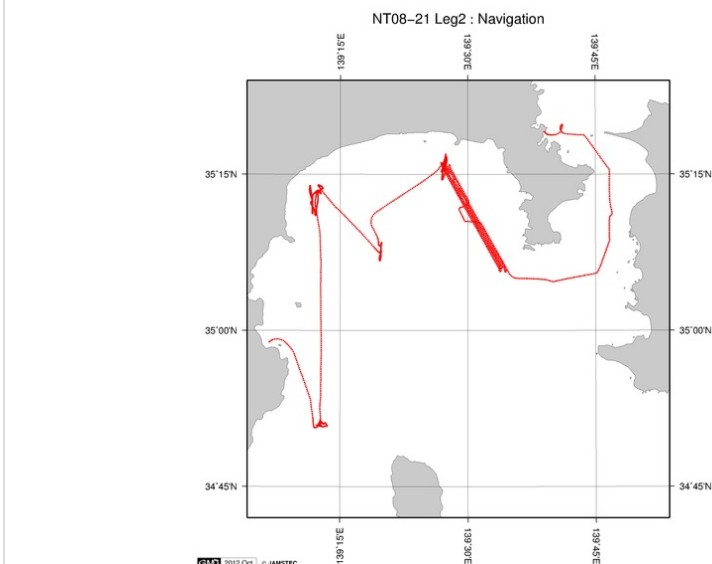 NT08−21 Leg2 : Navigation
139˚15'E 139˚30'E 139˚45'E
35˚15'N 35˚15'N
35˚00'N 35˚00'N
34˚45'N 34˚45'N
139˚15'E 139˚30'E 139˚45'E
GMT 2012 Oct © JAMSTEC